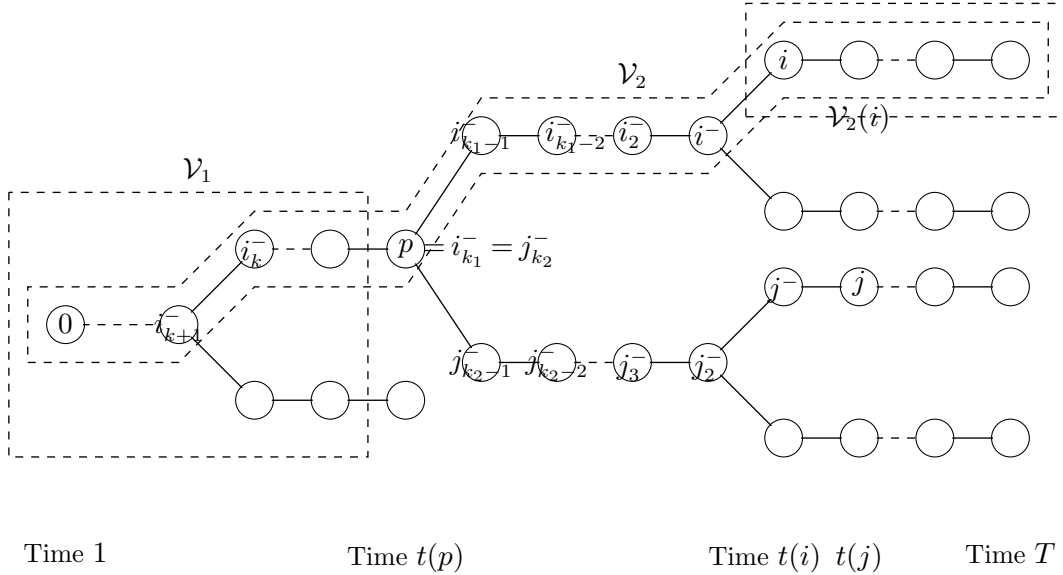 i
𝒱₂
i⁻ₖ₁₋₁ i⁻ₖ₁₋₂ i⁻₂ i⁻ 𝒱₂(i)
𝒱₁
i⁻ₖ p = i⁻ₖ₁ = j⁻ₖ₂
j⁻ j
0 i⁻ₖ₊₁
j⁻ₖ₂₋₁ j⁻ₖ₂₋₂ j⁻₃ j⁻₂
Time 1 Time t(p) Time t(i) t(j) Time T